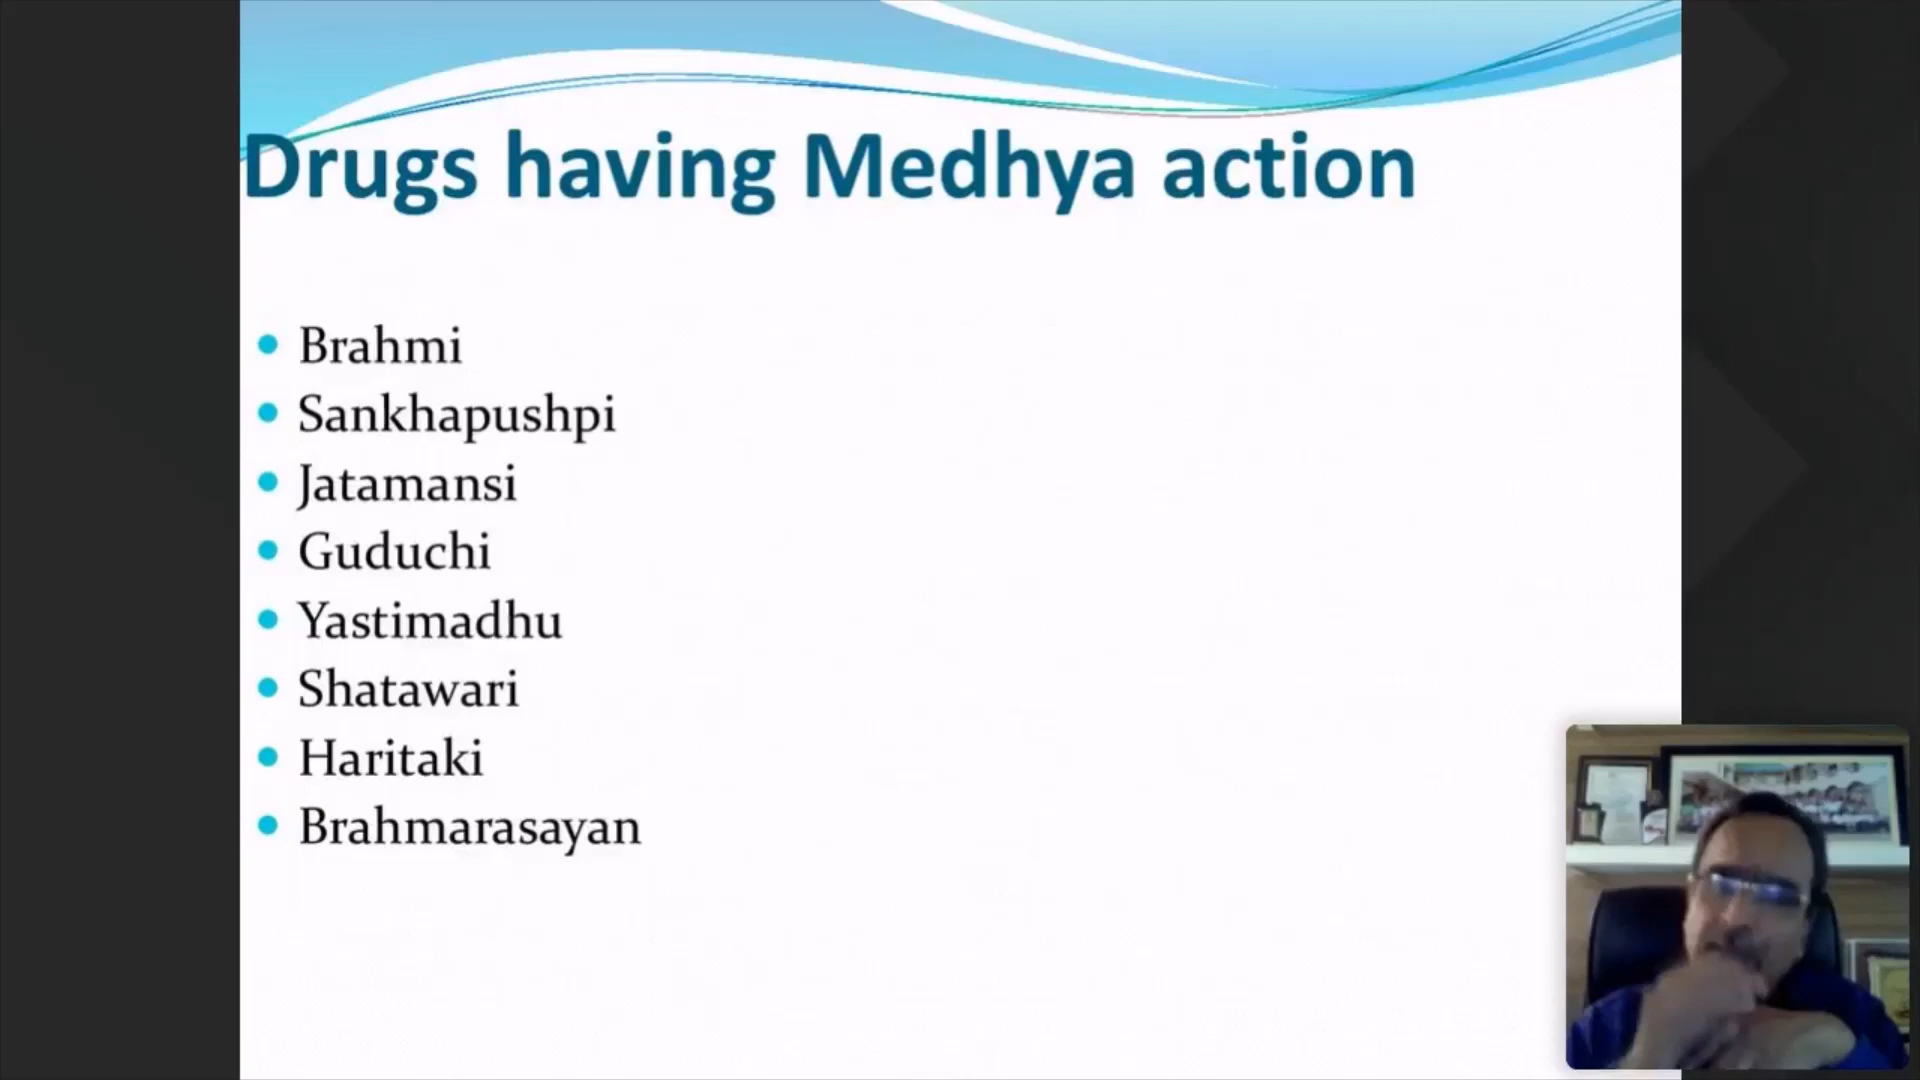 Drugs having Medhya action
Brahmi
Sankhapushpi
Jatamansi
Guduchi
Yastimadhu
Shatawari
Haritaki
Brahmarasayan